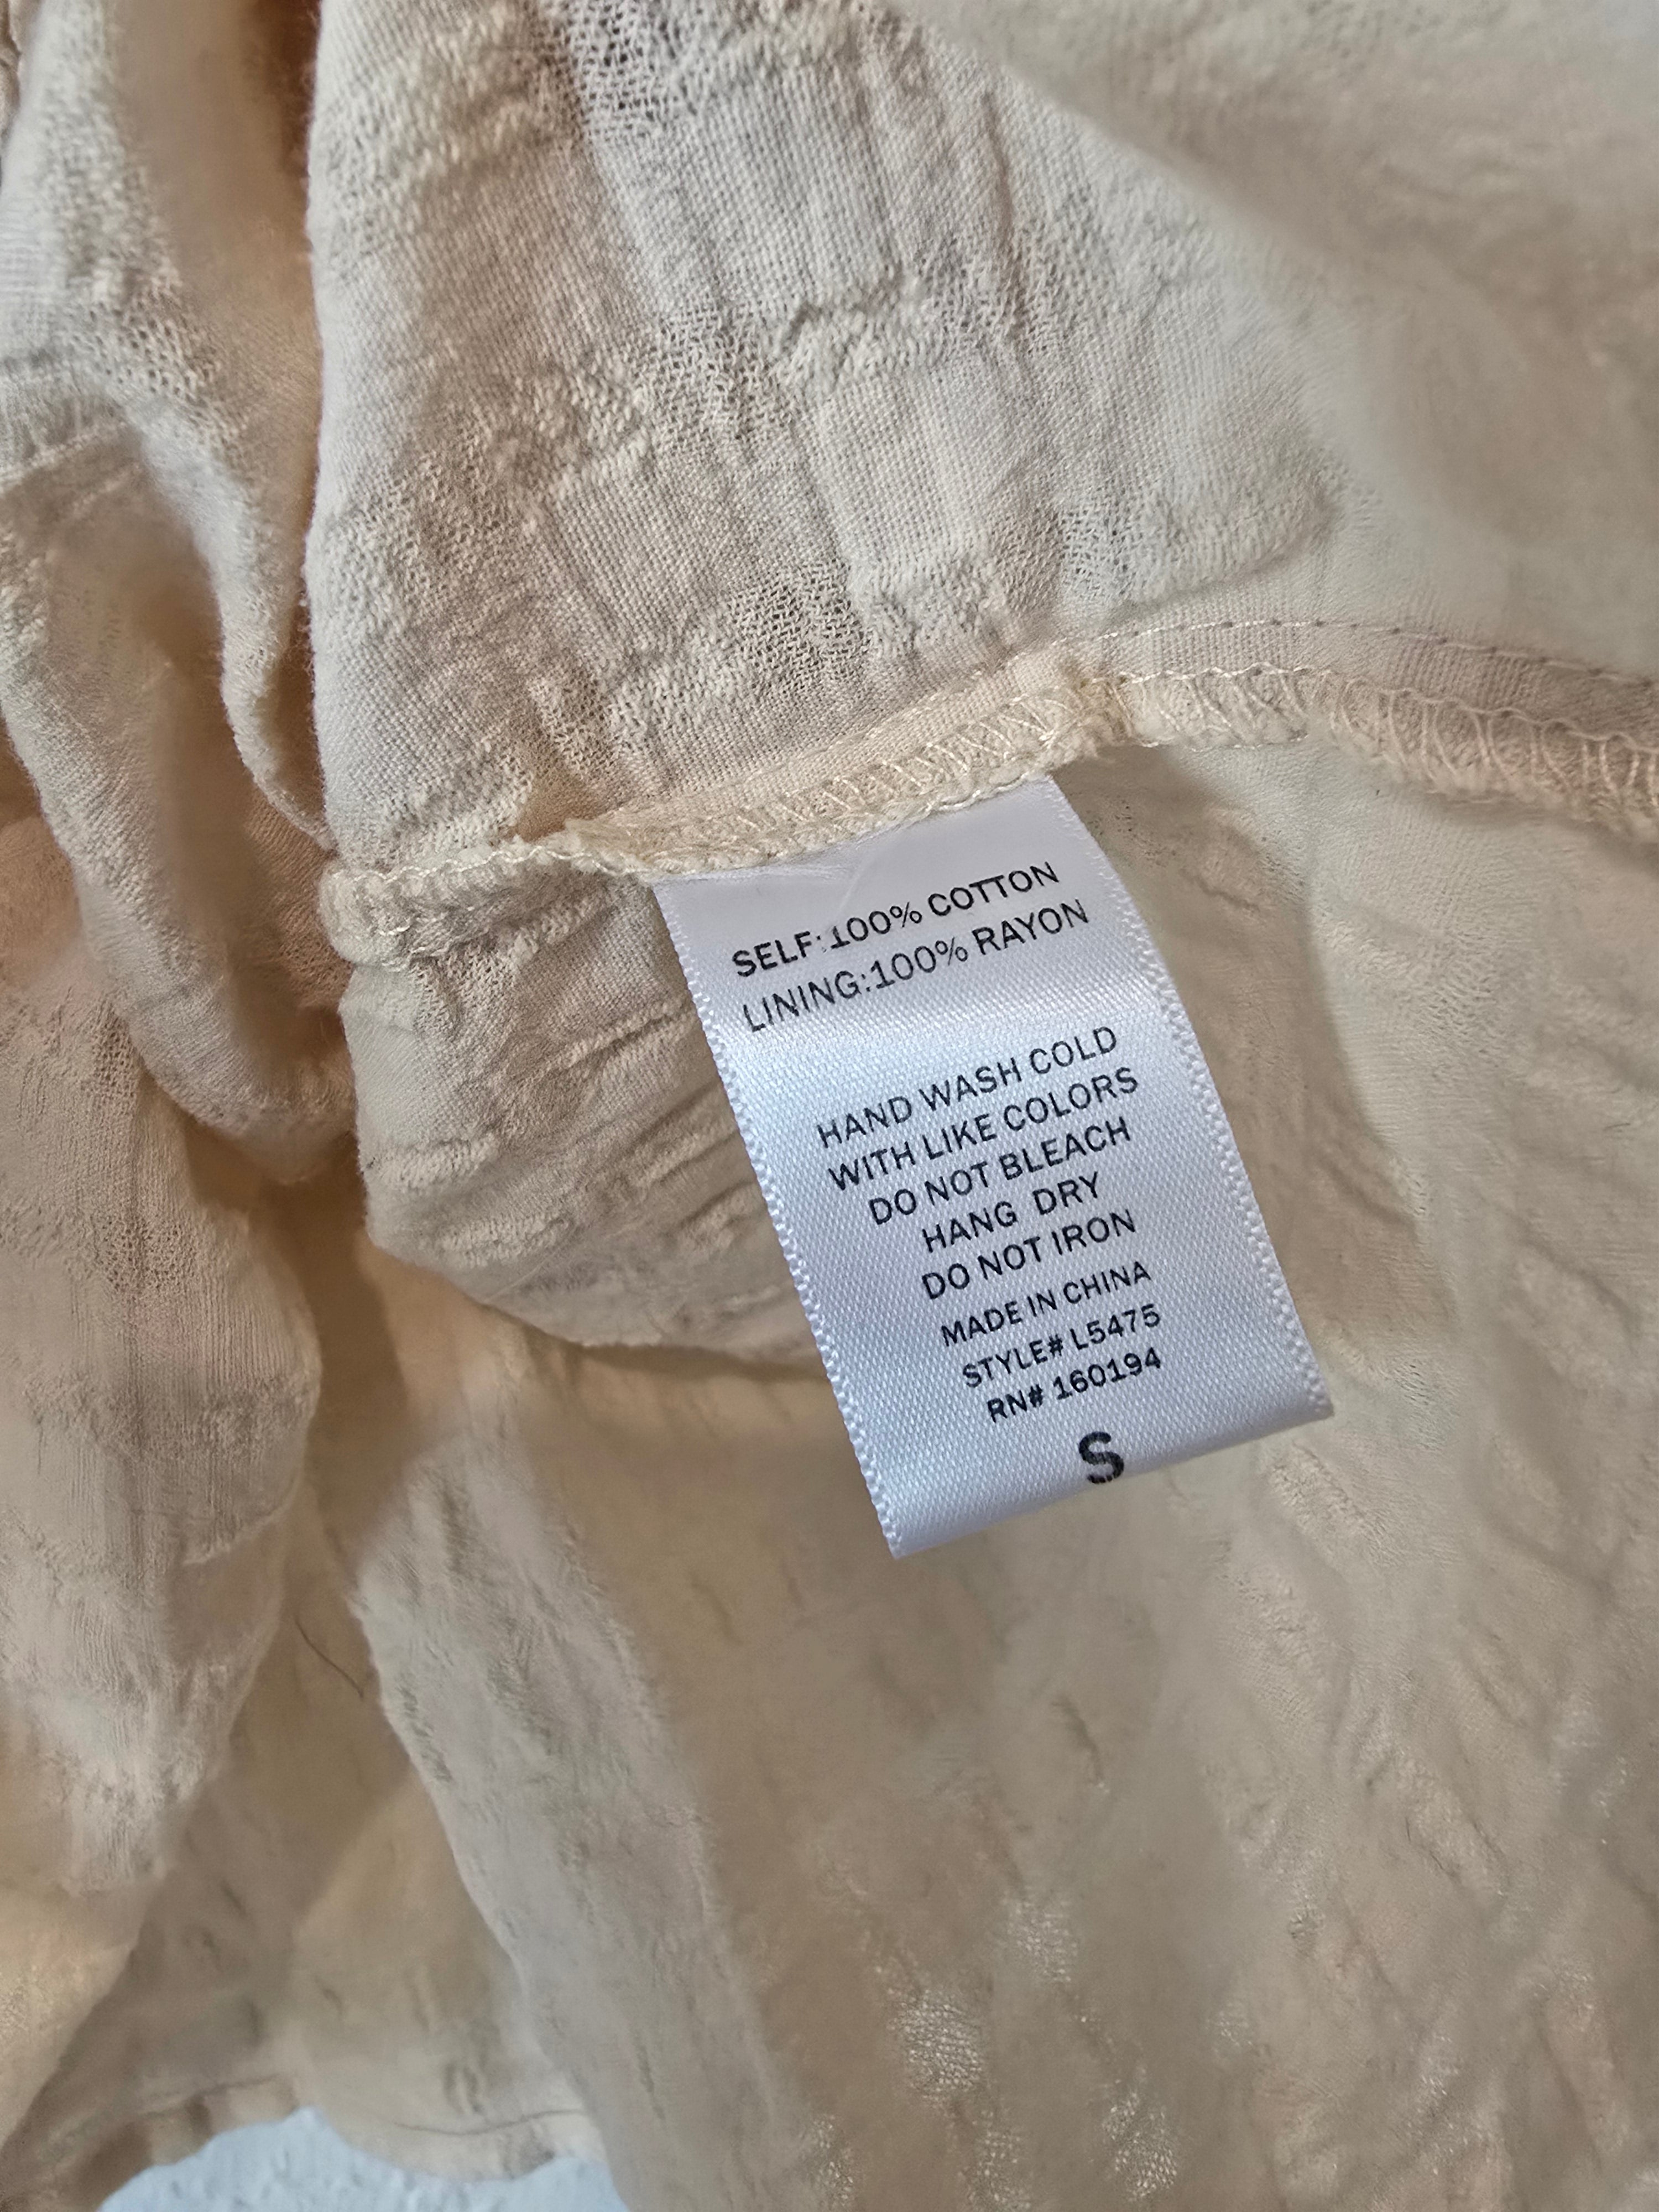 SELF:100% COTTON
LINING:100% RAYON
HAND WASH COLD
WITH LIKE COLORS
DO NOT BLEACH
HANG DRY
DO NOT IRON
MADE IN CHINA
STYLE# L5475
RN# 160194
S